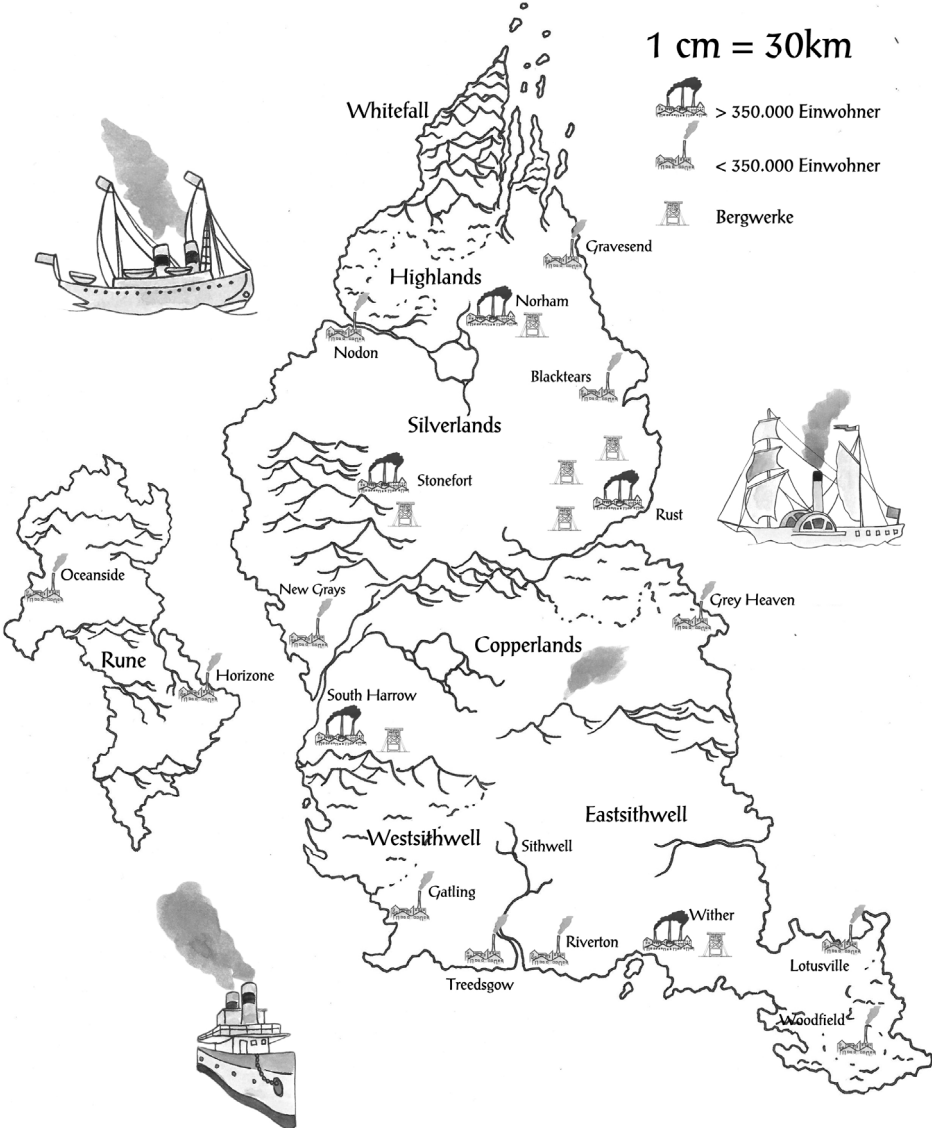 1 cm = 30km
> 350.000 Einwohner
< 350.000 Einwohner
Bergwerke
Whitefall
Gravesend
Highlands
Norham
Nodon
Blacktears
Silverlands
Stonefort
Rust
Oceanside
New Grays
Grey Heaven
Copperlands
Rune
Horizone
South Harrow
Eastsithwell
Westsithwell
Sithwell
Gatling
Wither
Riverton
Lotusville
Treedsgow
Woodfield